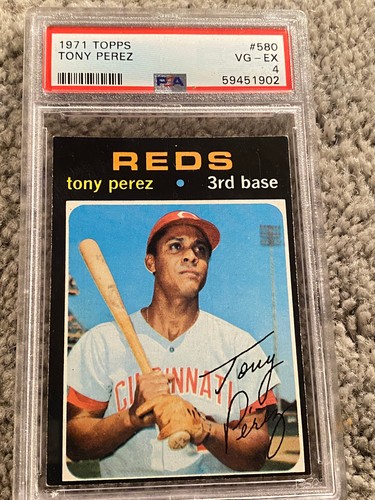 1971 TOPPS #580
TONY PEREZ VG-EX
4
PSA 59451902
REDS
tony perez • 3rd base
C
CINCINNATI
Tony
Perez